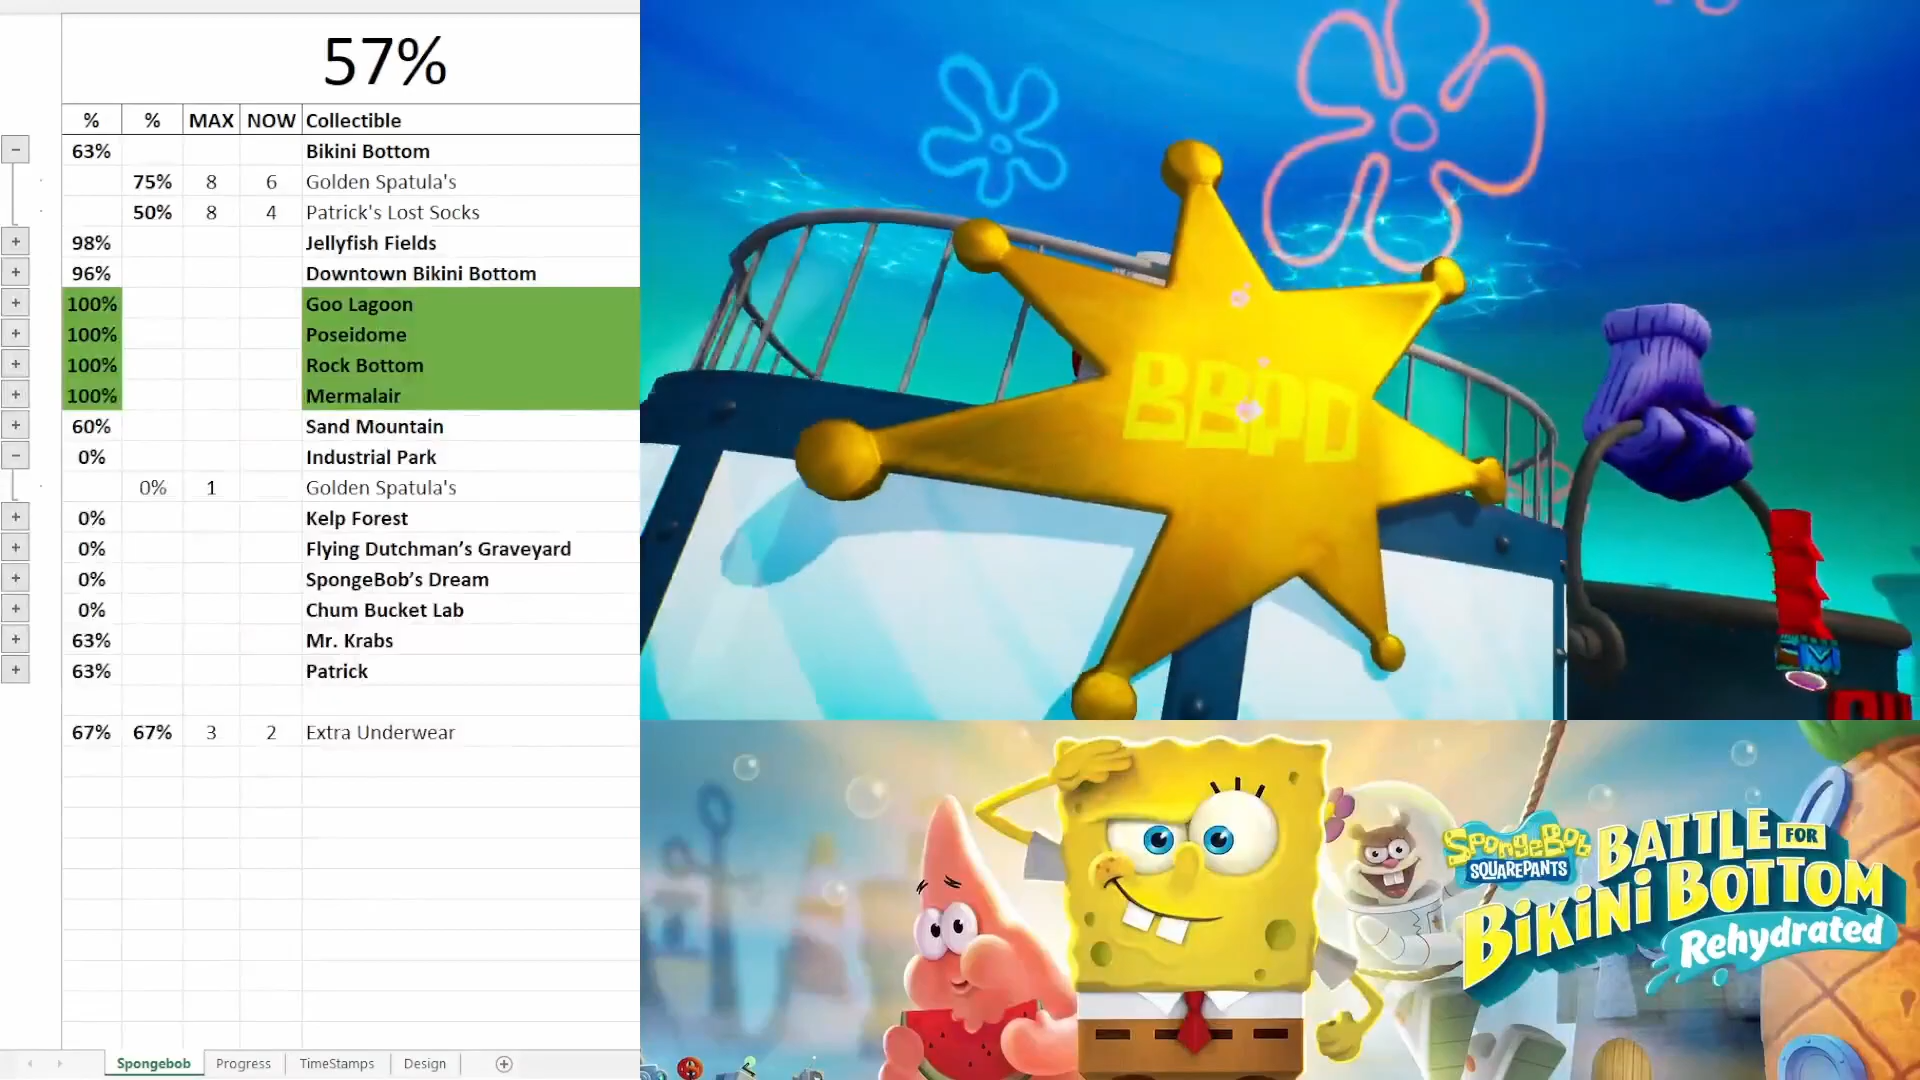 57%
% % MAX NOW Collectible
63% Bikini Bottom
75% 8 6 Golden Spatula's
50% 8 4 Patrick's Lost Socks
98% Jellyfish Fields
96% Downtown Bikini Bottom
100% Goo Lagoon
100% Poseidome
100% Rock Bottom
100% Mermalair
60% Sand Mountain
0% Industrial Park
0% 1 Golden Spatula's
0% Kelp Forest
0% Flying Dutchman’s Graveyard
0% SpongeBob’s Dream
0% Chum Bucket Lab
63% Mr. Krabs
63% Patrick
67% 67% 3 2 Extra Underwear
Spongebob Progress TimeStamps Design
BBPD
SpongeBob
SQUAREPANTS
BATTLE FOR
BiKiNi BOTTOM
Rehydrated